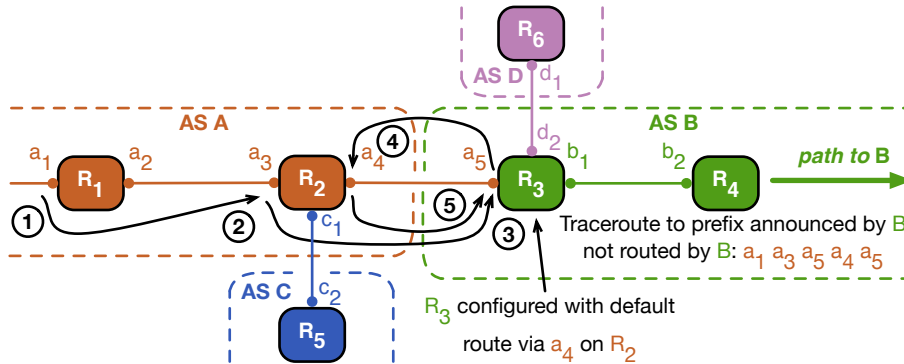 R6
AS D
d1
AS A
d2
AS B
a1
a2
a3
a4
4
a5
b1
b2
path to B
R1
R2
R3
R4
1
2
5
3
c1
Traceroute to prefix announced by B
not routed by B: a1 a3 a5 a4 a5
AS C
c2
R5
R3 configured with default
route via a4 on R2